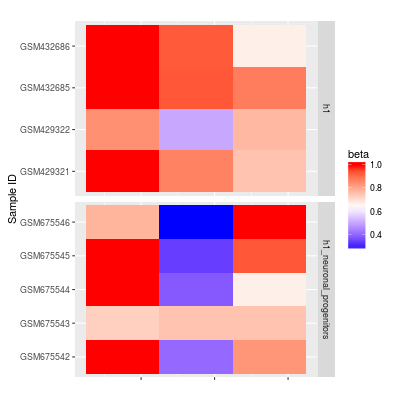 GSM432686
GSM432685
GSM429322
GSM429321
h1
Sample ID
GSM675546
GSM675545
GSM675544
GSM675543
GSM675542
h1_neuronal_progenitors
beta
1.0
0.8
0.6
0.4